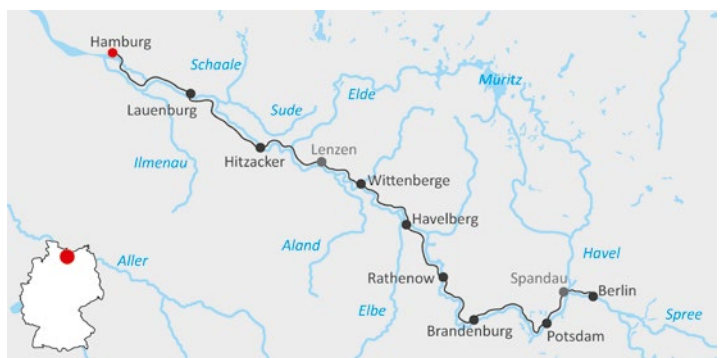 Hamburg
Schaale
Müritz
Elde
Lauenburg
Sude
Ilmenau
Hitzacker
Lenzen
Wittenberge
Havelberg
Aland
Havel
Aller
Rathenow
Spandau
Berlin
Elbe
Spree
Brandenburg
Potsdam